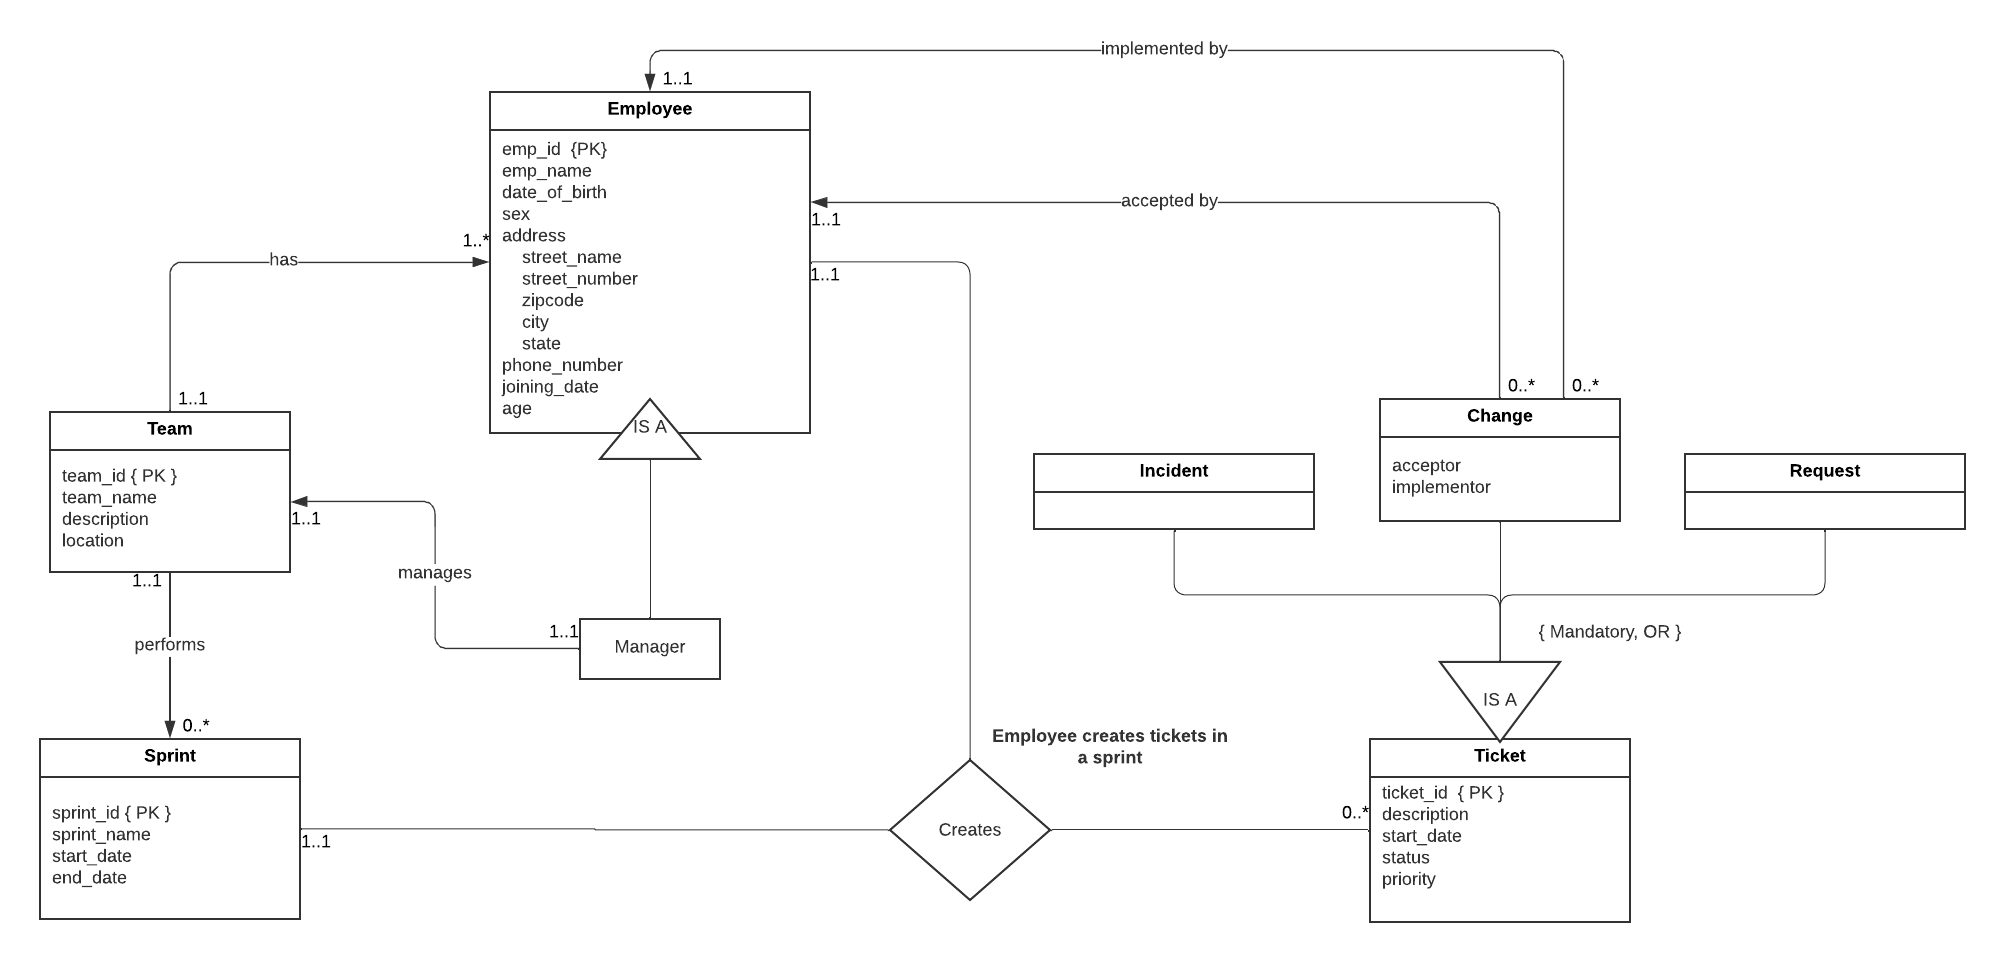 implemented by
1..1
Employee
emp_id {PK}
emp_name
date_of_birth
sex
address
street_name
street_number
zipcode
city
state
phone_number
joining_date
age
IS A
accepted by
1..1
1..1
1..*
has
1..1
Team
team_id { PK }
team_name
description
location
1..1
manages
1..1
Manager
1..1
performs
0..*
Sprint
sprint_id { PK }
sprint_name
start_date
end_date
1..1
Employee creates tickets in
a sprint
Creates
0..*
0..*
0..*
Change
acceptor
implementor
Incident
Request
{ Mandatory, OR }
IS A
Ticket
ticket_id { PK }
description
start_date
status
priority